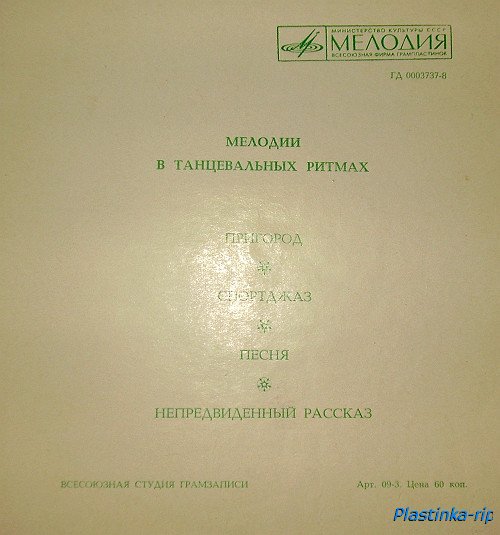 МИНИСТЕРСТВО КУЛЬТУРЫ СССР
МЕЛОДИЯ
ВСЕСОЮЗНАЯ ФИРМА ГРАМПЛАСТИНОК
ГД 0003737-8
МЕЛОДИИ
В ТАНЦЕВАЛЬНЫХ РИТМАХ
ПРИГОРОД
СПОРТДЖАЗ
ПЕСНЯ
НЕПРЕДВИДЕННЫЙ РАССКАЗ
ВСЕСОЮЗНАЯ СТУДИЯ ГРАМЗАПИСИ
Арт. 09-3. Цена 60 коп.
Plastinka-rip